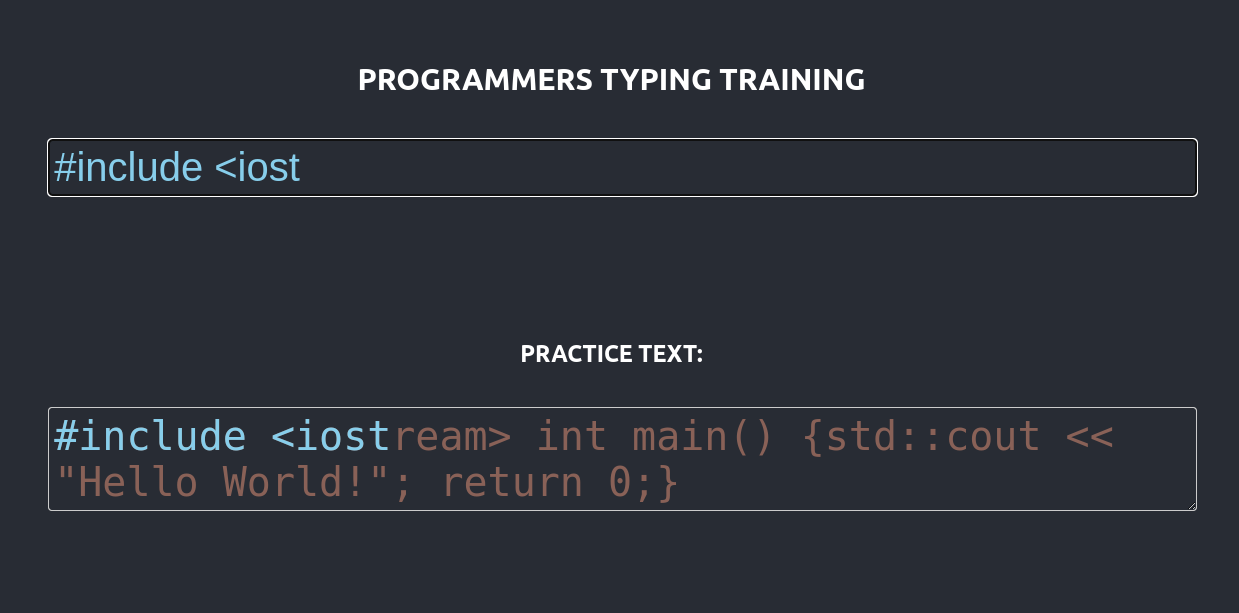 PROGRAMMERS TYPING TRAINING
#include <iost
PRACTICE TEXT:
#include <iostream> int main() {std::cout <<
"Hello World!"; return 0;}